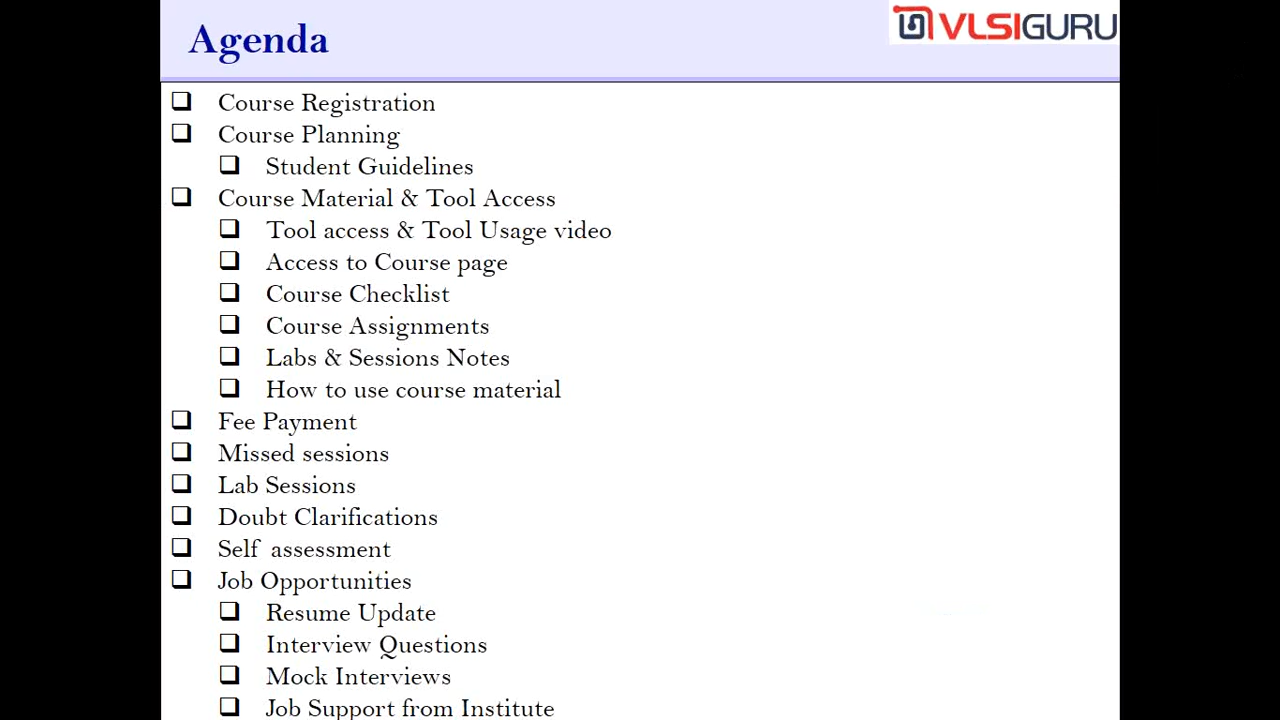 Agenda
VLSIGURU
Course Registration
Course Planning
Student Guidelines
Course Material & Tool Access
Tool access & Tool Usage video
Access to Course page
Course Checklist
Course Assignments
Labs & Sessions Notes
How to use course material
Fee Payment
Missed sessions
Lab Sessions
Doubt Clarifications
Self assessment
Job Opportunities
Resume Update
Interview Questions
Mock Interviews
Job Support from Institute